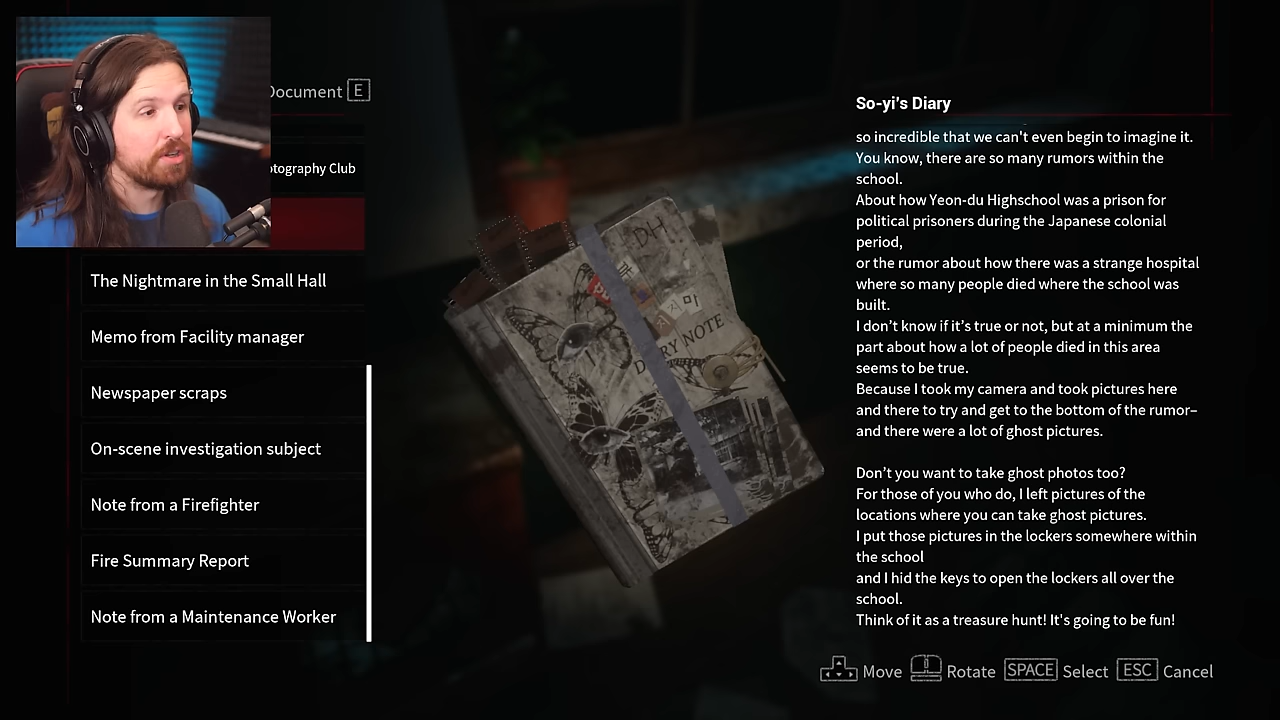 Document E
otography Club
The Nightmare in the Small Hall
Memo from Facility manager
Newspaper scraps
On-scene investigation subject
Note from a Firefighter
Fire Summary Report
Note from a Maintenance Worker
DH
NOTE
So-yi's Diary
so incredible that we can't even begin to imagine it.
You know, there are so many rumors within the
school.
About how Yeon-du Highschool was a prison for
political prisoners during the Japanese colonial
period,
or the rumor about how there was a strange hospital
where so many people died where the school was
built.
I don't know if it's true or not, but at a minimum the
part about how a lot of people died in this area
seems to be true.
Because I took my camera and took pictures here
and there to try and get to the bottom of the rumor–
and there were a lot of ghost pictures.
Don't you want to take ghost photos too?
For those of you who do, I left pictures of the
locations where you can take ghost pictures.
I put those pictures in the lockers somewhere within
the school
and I hid the keys to open the lockers all over the
school.
Think of it as a treasure hunt! It's going to be fun!
Move Rotate SPACE Select ESC Cancel